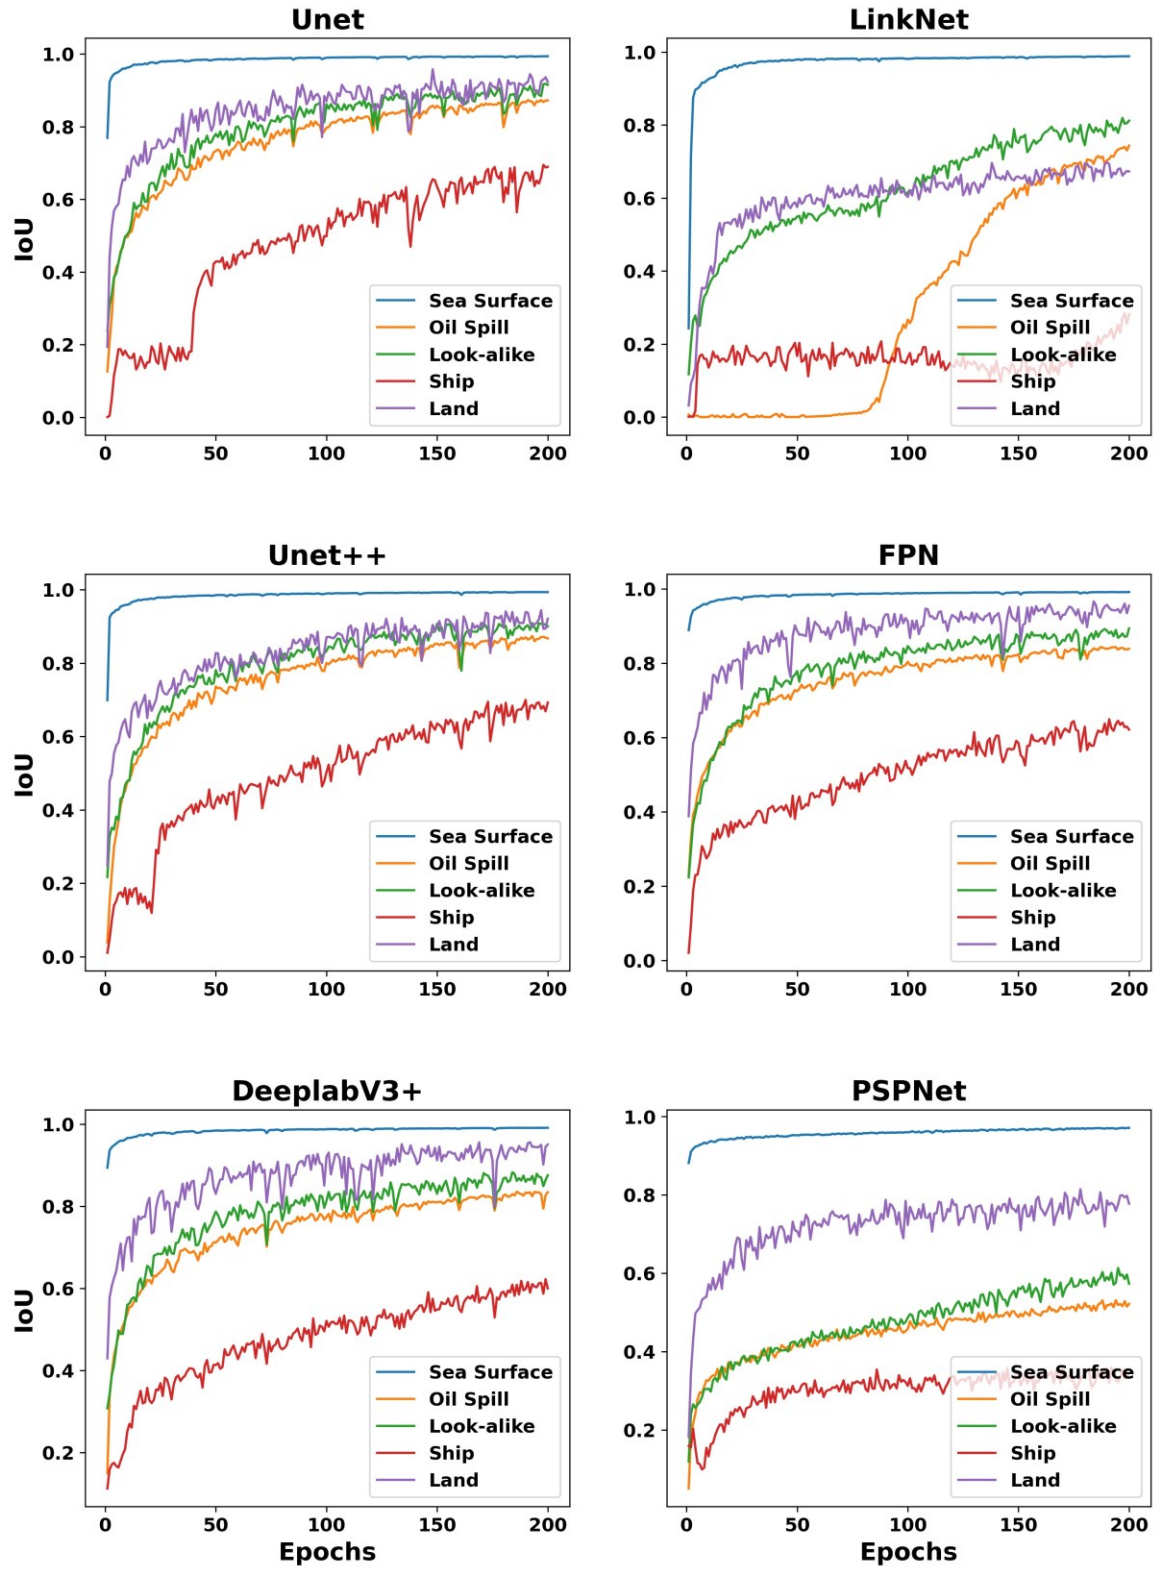 Unet
LinkNet
IoU
1.0
0.8
0.6
0.4
0.2
0.0
0 50 100 150 200
Sea Surface
Oil Spill
Look-alike
Ship
Land
1.0
0.8
0.6
0.4
0.2
0.0
0 50 100 150 200
Sea Surface
Oil Spill
Look-alike
Ship
Land
Unet++
FPN
IoU
1.0
0.8
0.6
0.4
0.2
0.0
0 50 100 150 200
Sea Surface
Oil Spill
Look-alike
Ship
Land
1.0
0.8
0.6
0.4
0.2
0.0
0 50 100 150 200
Sea Surface
Oil Spill
Look-alike
Ship
Land
DeeplabV3+
PSPNet
IoU
1.0
0.8
0.6
0.4
0.2
0 50 100 150 200
Epochs
Sea Surface
Oil Spill
Look-alike
Ship
Land
1.0
0.8
0.6
0.4
0.2
0 50 100 150 200
Epochs
Sea Surface
Oil Spill
Look-alike
Ship
Land